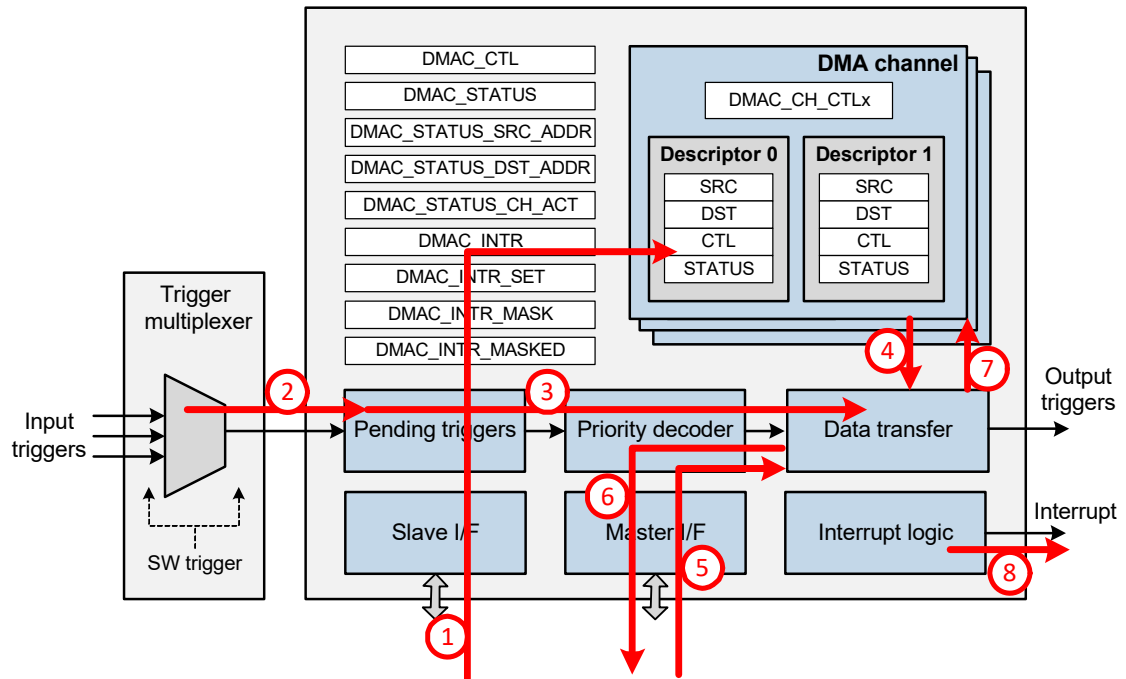 DMAC_CTL
DMAC_STATUS
DMAC_STATUS_SRC_ADDR
DMAC_STATUS_DST_ADDR
DMAC_STATUS_CH_ACT
DMAC_INTR
DMAC_INTR_SET
DMAC_INTR_MASK
DMAC_INTR_MASKED
DMA channel
DMAC_CH_CTLx
Descriptor 0
SRC
DST
CTL
STATUS
Descriptor 1
SRC
DST
CTL
STATUS
Trigger
multiplexer
Input
triggers
SW trigger
2
3
4
7
Pending triggers
Priority decoder
Data transfer
Output
triggers
6
Slave I/F
Master I/F
Interrupt logic
Interrupt
5
8
1